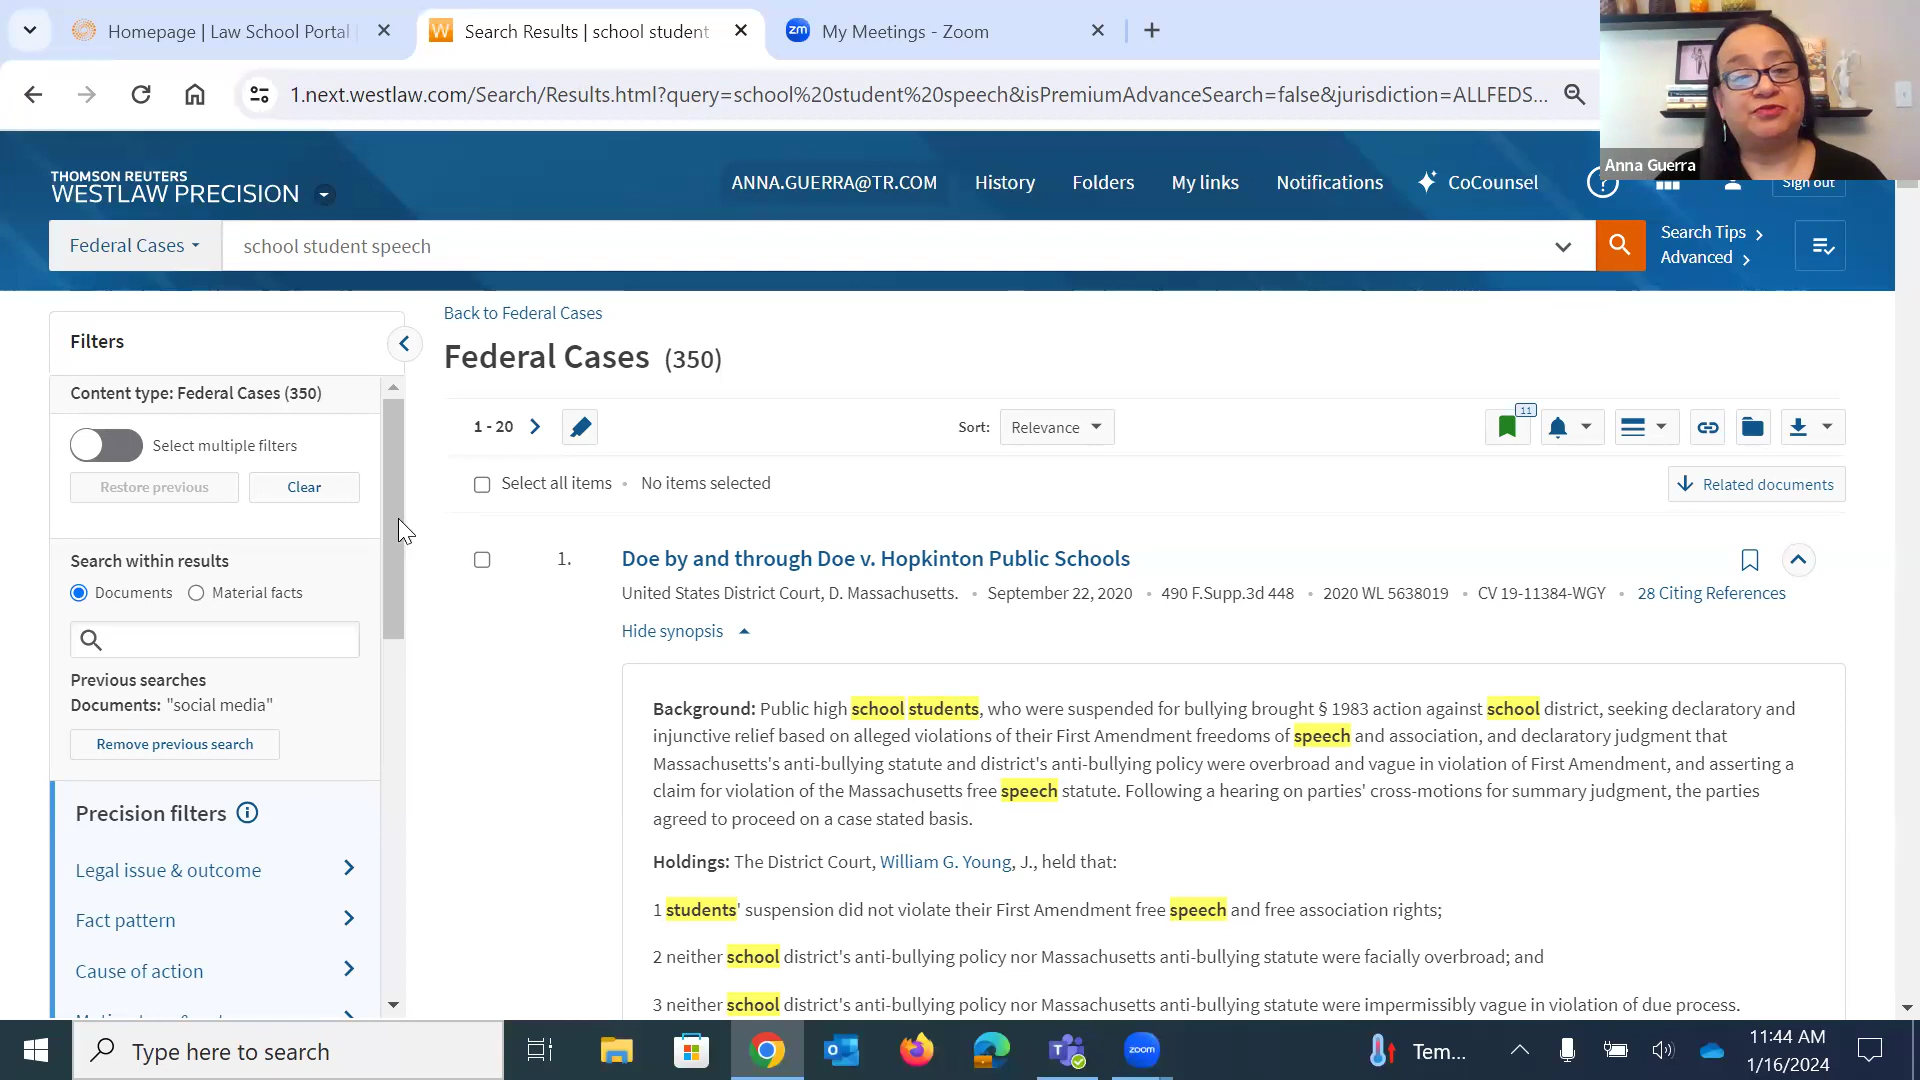 Homepage | Law School Portal
Search Results | school student
zm My Meetings - Zoom
1.next.westlaw.com/Search/Results.html?query=school%20student%20speech&isPremiumAdvanceSearch=false&jurisdiction=ALLFEDS...
Anna Guerra
THOMSON REUTERS
WESTLAW PRECISION
ANNA.GUERRA@TR.COM
History
Folders
My links
Notifications
CoCounsel
Sign out
Federal Cases
school student speech
Search Tips
Advanced
Back to Federal Cases
Filters
Federal Cases (350)
Content type: Federal Cases (350)
1 - 20
Sort: Relevance
11
Select multiple filters
Restore previous
Clear
Select all items • No items selected
Related documents
Search within results
Documents
Material facts
Previous searches
Documents: "social media"
Remove previous search
Precision filters
Legal issue & outcome
Fact pattern
Cause of action
1. Doe by and through Doe v. Hopkinton Public Schools
United States District Court, D. Massachusetts. • September 22, 2020 • 490 F.Supp.3d 448 • 2020 WL 5638019 • CV 19-11384-WGY • 28 Citing References
Hide synopsis
Background: Public high school students, who were suspended for bullying brought § 1983 action against school district, seeking declaratory and
injunctive relief based on alleged violations of their First Amendment freedoms of speech and association, and declaratory judgment that
Massachusetts's anti-bullying statute and district's anti-bullying policy were overbroad and vague in violation of First Amendment, and asserting a
claim for violation of the Massachusetts free speech statute. Following a hearing on parties' cross-motions for summary judgment, the parties
agreed to proceed on a case stated basis.
Holdings: The District Court, William G. Young, J., held that:
1 students' suspension did not violate their First Amendment free speech and free association rights;
2 neither school district's anti-bullying policy nor Massachusetts anti-bullying statute were facially overbroad; and
3 neither school district's anti-bullying policy nor Massachusetts anti-bullying statute were impermissibly vague in violation of due process.
Type here to search
zoom
Tem...
11:44 AM
1/16/2024